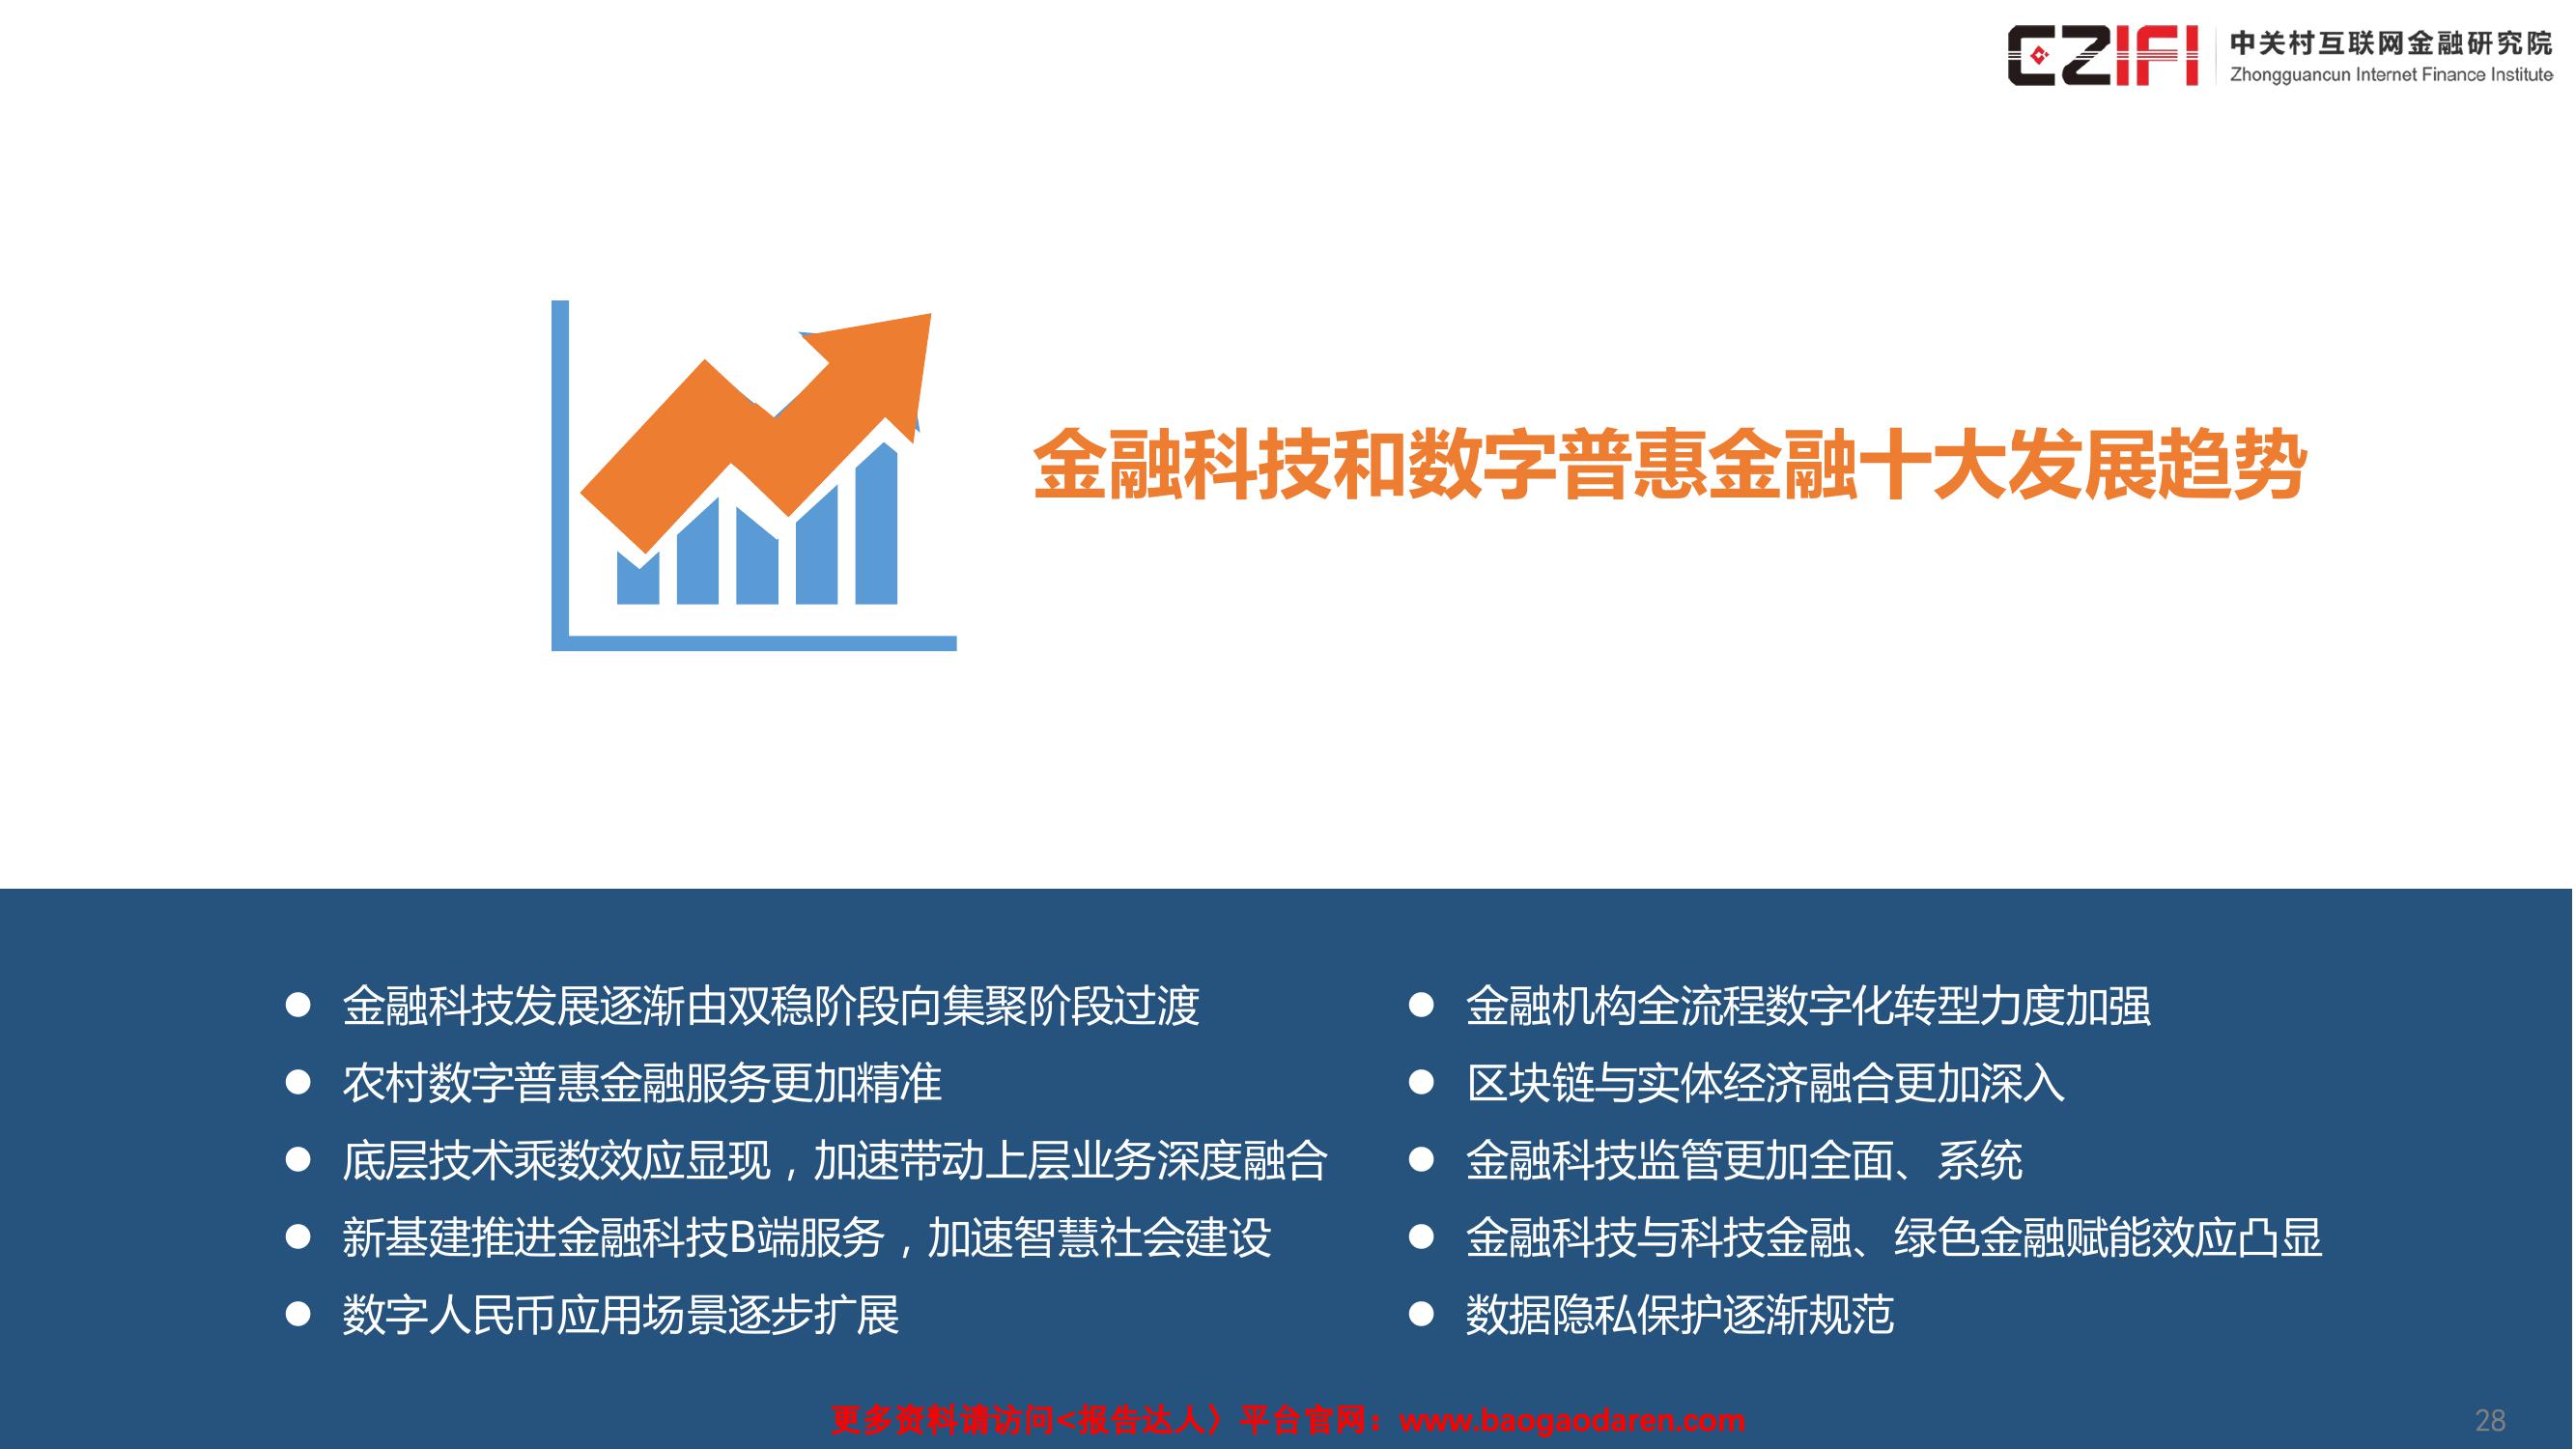 CZIFI
中关村互联网金融研究院
Zhongguancun Internet Finance Institute
金融科技和数字普惠金融十大发展趋势
● 金融科技发展逐渐由双稳阶段向集聚阶段过渡
● 农村数字普惠金融服务更加精准
● 底层技术乘数效应显现，加速带动上层业务深度融合
● 新基建推进金融科技B端服务，加速智慧社会建设
● 数字人民币应用场景逐步扩展
● 金融机构全流程数字化转型力度加强
● 区块链与实体经济融合更加深入
● 金融科技监管更加全面、系统
● 金融科技与科技金融、绿色金融赋能效应凸显
● 数据隐私保护逐渐规范
更多资料请访问<报告达人〉平台官网：www.baogaodaren.com
28